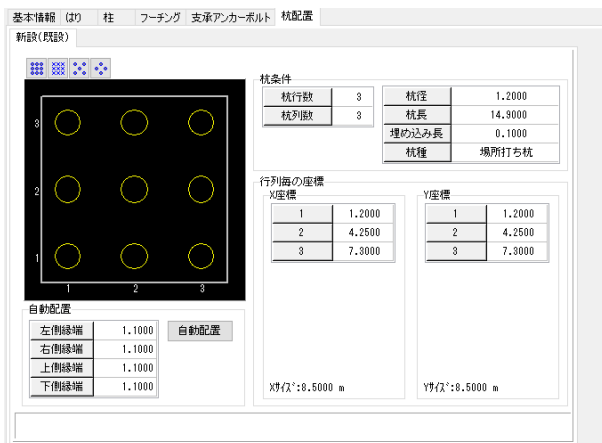 基本情報 はり 柱 フーチング 支承アンカーボルト 杭配置
新設(既設)
杭条件
杭行数 3
杭列数 3
杭径 1.2000
杭長 14.9000
埋め込み長 0.1000
杭種 場所打ち杭
3
2
1
1 2 3
行列毎の座標
X座標
1 1.2000
2 4.2500
3 7.3000
Xサイズ:8.5000 m
Y座標
1 1.2000
2 4.2500
3 7.3000
Yサイズ:8.5000 m
自動配置
左側縁端 1.1000
右側縁端 1.1000
上側縁端 1.1000
下側縁端 1.1000
自動配置